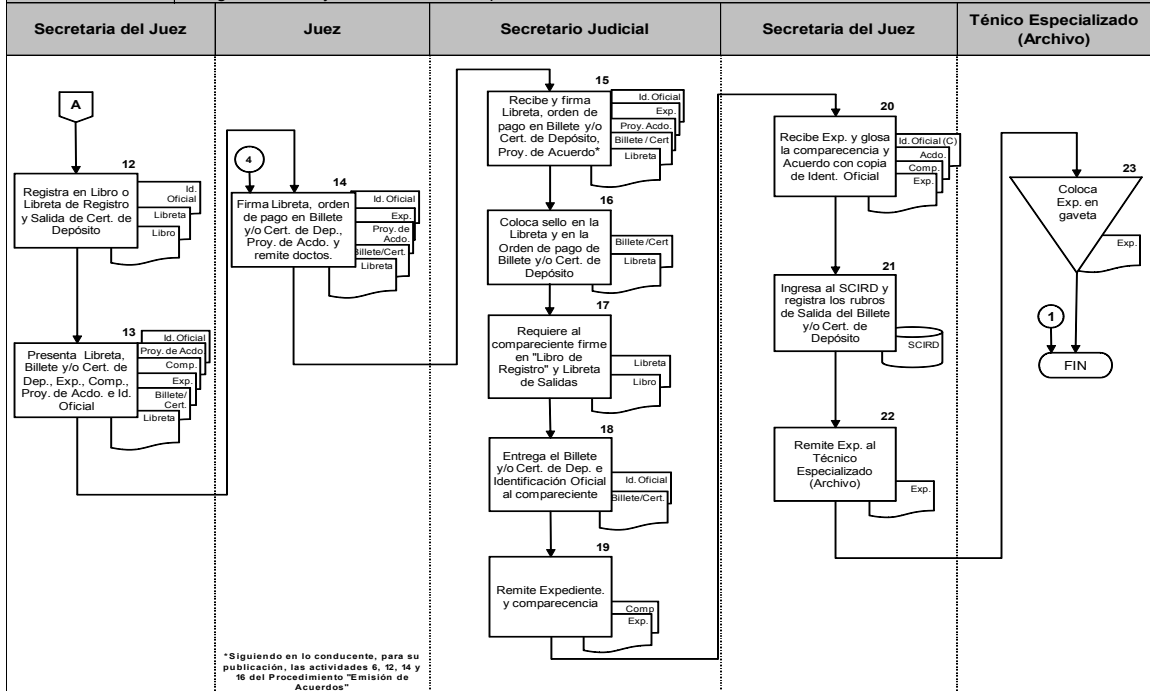 Secretaria del Juez
Juez
Secretario Judicial
Secretaria del Juez
Ténico Especializado
(Archivo)
A
12
Registra en Libro o
Libreta de Registro
y Salida de Cert. de
Depósito
Id.
Oficial
Libreta
Libro
13
Presenta Libreta,
Billete y/o Cert. de
Dep., Exp., Comp.,
Proy. de Acdo. e Id.
Oficial
Id. Oficial
Proy. de Acdo
Comp.
Exp.
Billete/
Cert.
Libreta
4
14
Firma Libreta, orden
de pago en Billete
y/o Cert. de Dep.,
Proy. de Acdo. y
remite doctos.
Id. Oficial
Exp.
Proy. de
Acdo.
Billete/Cert.
Libreta
*Siguiendo en lo conducente, para su
publicación, las actividades 6, 12, 14 y
16 del Procedimiento "Emisión de
Acuerdos"
15
Recibe y firma
Libreta, orden de
pago en Billete y/o
Cert. de Depósito,
Proy. de Acuerdo*
Id. Oficial
Exp.
Proy. Acdo.
Billete / Cert
Libreta
16
Coloca sello en la
Libreta y en la
Orden de pago de
Billete y/o Cert. de
Depósito
Billete /Cert
Libreta
17
Requiere al
compareciente firme
en "Libro de
Registro" y Libreta
de Salidas
Libreta
Libro
18
Entrega el Billete
y/o Cert. de Dep. e
Identificación Oficial
al compareciente
Id. Oficial
Billete/Cert.
19
Remite Expediente.
y comparecencia
Comp
Exp.
20
Recibe Exp. y glosa
la comparecencia y
Acuerdo con copia
de Ident. Oficial
Id. Oficial (C)
Acdo.
Comp.
Exp.
21
Ingresa al SCIRD y
registra los rubros
de Salida del Billete
y/o Cert. de
Depósito
SCIRD
22
Remite Exp. al
Técnico
Especializado
(Archivo)
Exp.
23
Coloca
Exp. en
gaveta
Exp.
1
FIN